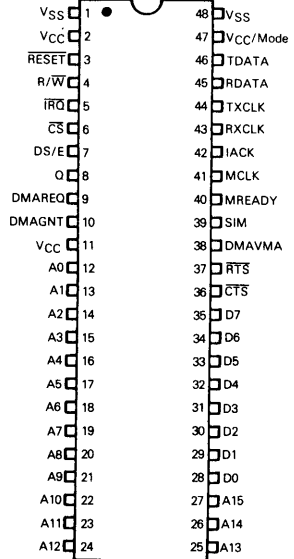 VSS 1 48 VSS
VCC 2 47 VCC/Mode
RESET 3 46 TDATA
R/W 4 45 RDATA
IRQ 5 44 TXCLK
CS 6 43 RXCLK
DS/E 7 42 IACK
Q 8 41 MCLK
DMAREQ 9 40 MREADY
DMAGNT 10 39 SIM
VCC 11 38 DMAVMA
A0 12 37 RTS
A1 13 36 CTS
A2 14 35 D7
A3 15 34 D6
A4 16 33 D5
A5 17 32 D4
A6 18 31 D3
A7 19 30 D2
A8 20 29 D1
A9 21 28 D0
A10 22 27 A15
A11 23 26 A14
A12 24 25 A13